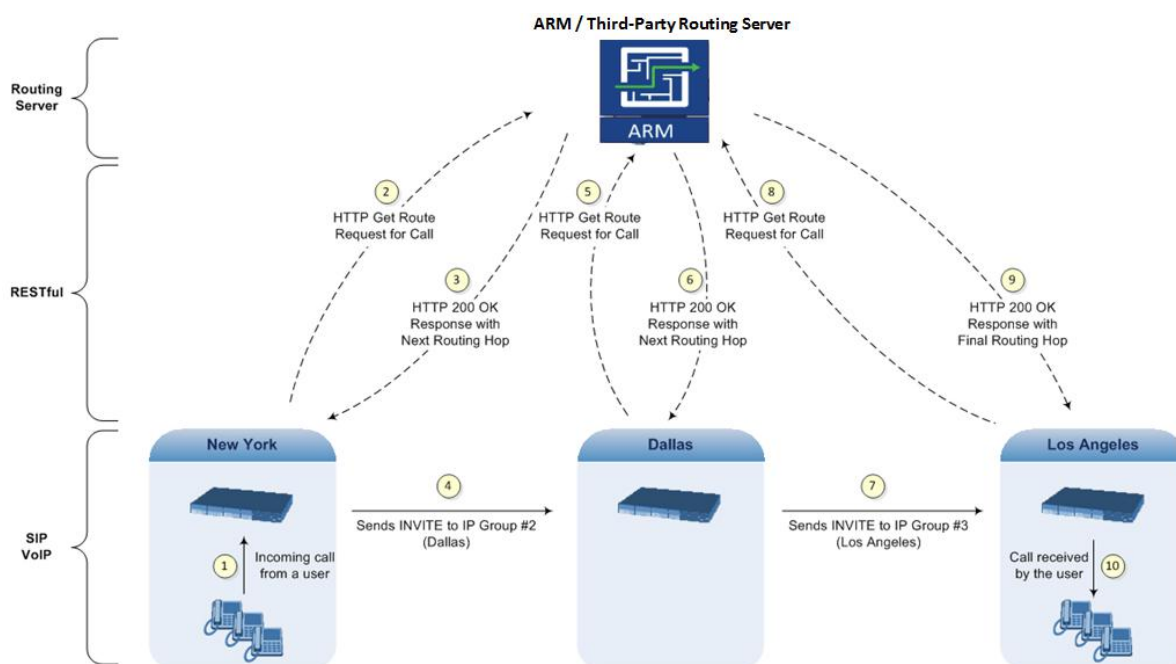 ARM / Third-Party Routing Server
Routing
Server
ARM
2
HTTP Get Route
Request for Call
5
HTTP Get Route
Request for Call
8
HTTP Get Route
Request for Call
RESTful
3
HTTP 200 OK
Response with
Next Routing Hop
6
HTTP 200 OK
Response with
Next Routing Hop
9
HTTP 200 OK
Response with
Final Routing Hop
New York
Dallas
Los Angeles
SIP
VoIP
4
Sends INVITE to IP Group #2
(Dallas)
7
Sends INVITE to IP Group #3
(Los Angeles)
1
Incoming call
from a user
Call received
by the user
10